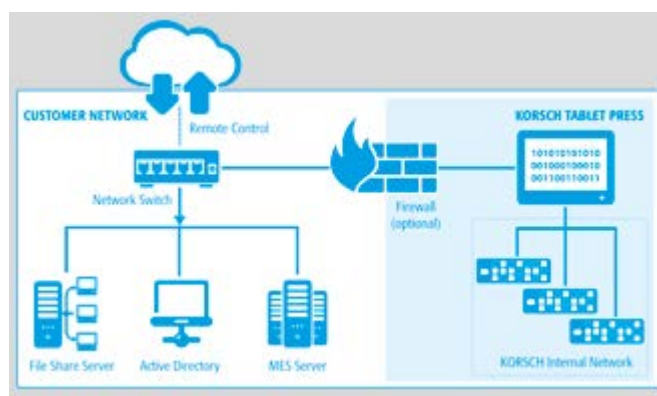 CUSTOMER NETWORK
KORSCH TABLET PRESS
Remote Control
101010101010
001000100010
001100110011
Network Switch
Firewall
(optional)
File Share Server
Active Directory
MES Server
KORSCH Internal Network